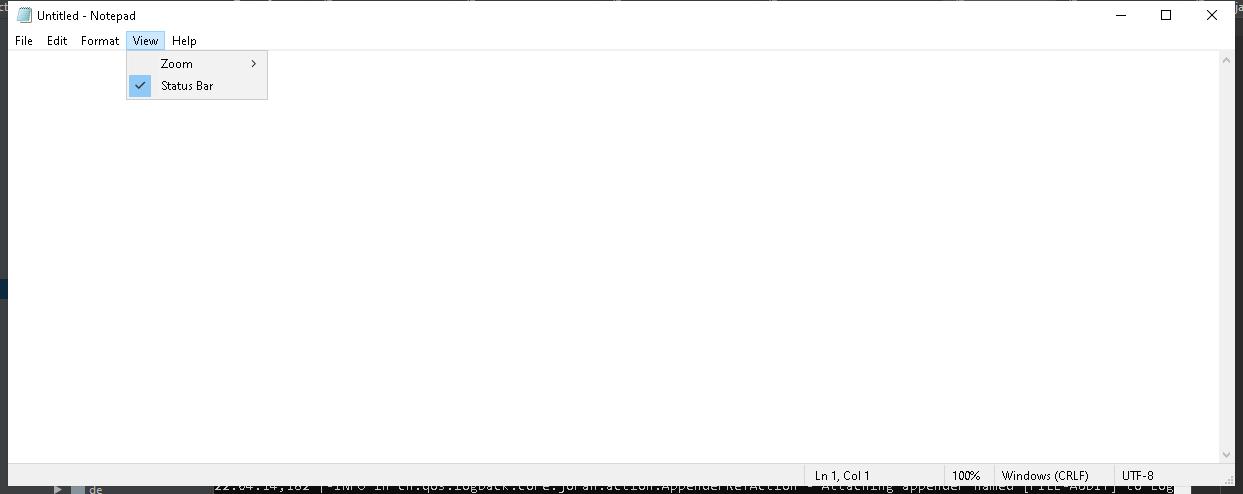 Untitled - Notepad
File Edit Format View Help
Zoom
Status Bar
Ln 1, Col 1 100% Windows (CRLF) UTF-8
de 22:04:14,182 |-INFO in ch.qos.logback.core.joran.action.AppenderRefAction - Attaching appender named [FILE-AUDIT] to Log